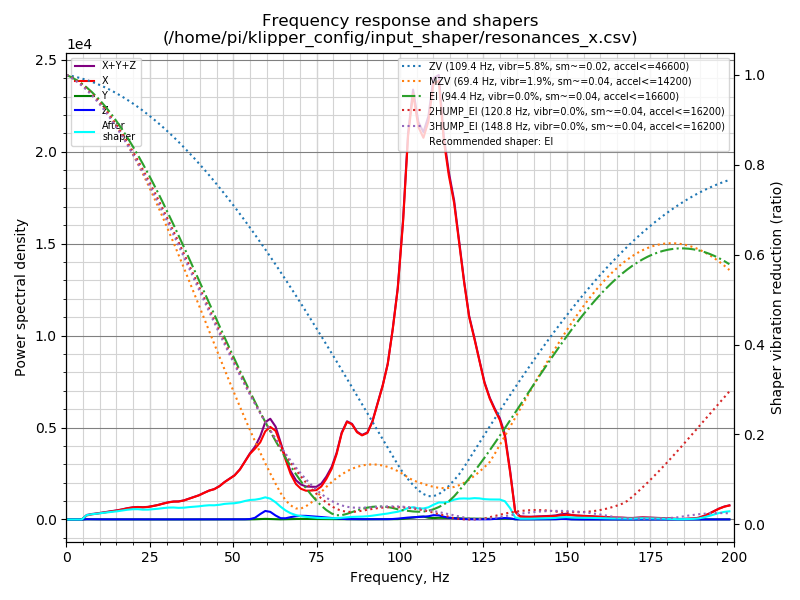 Frequency response and shapers
(/home/pi/klipper_config/input_shaper/resonances_x.csv)
1e4
X+Y+Z
X
Y
Z
After
shaper
ZV (109.4 Hz, vibr=5.8%, sm~=0.02, accel<=46600)
MZV (69.4 Hz, vibr=1.9%, sm~=0.04, accel<=14200)
EI (94.4 Hz, vibr=0.0%, sm~=0.04, accel<=16600)
2HUMP_EI (120.8 Hz, vibr=0.0%, sm~=0.04, accel<=16200)
3HUMP_EI (148.8 Hz, vibr=0.0%, sm~=0.04, accel<=16200)
Recommended shaper: EI
2.5
2.0
1.5
1.0
0.5
0.0
Power spectral density
1.0
0.8
0.6
0.4
0.2
0.0
Shaper vibration reduction (ratio)
0 25 50 75 100 125 150 175 200
Frequency, Hz